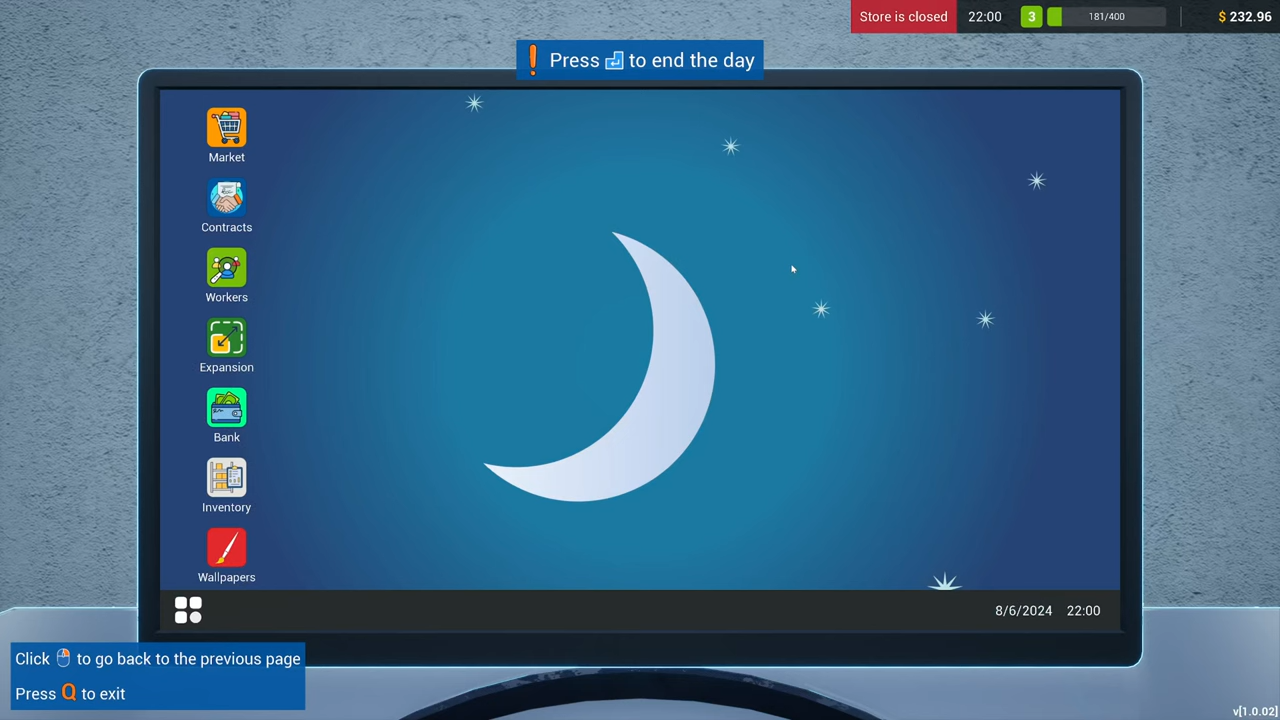 Store is closed
22:00
3
181/400
$ 232.96
Press to end the day
Market
Contracts
Workers
Expansion
Bank
Inventory
Wallpapers
8/6/2024 22:00
Click to go back to the previous page
Press Q to exit
v[1.0.02]